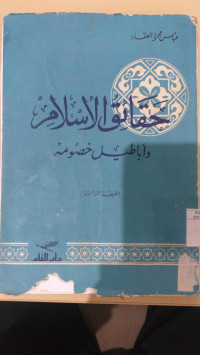 عباس محمود العقاد
حقائق الإسلام
وأباطيل خصومه
الطبعة الثالثة
دار القلم